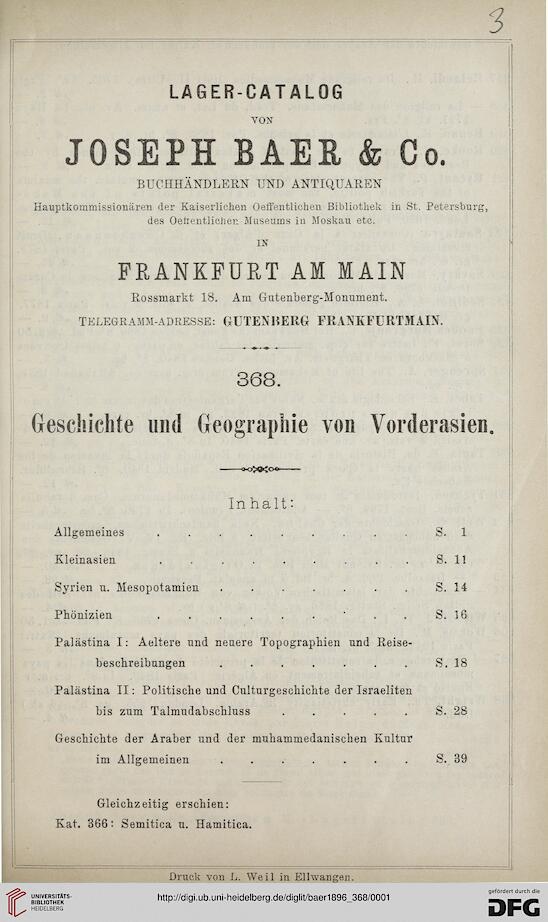 3
LAGER-CATALOG
VON
JOSEPH BAER & Co.
BUCHHÄNDLERN UND ANTIQUAREN
Hauptkommissionären der Kaiserlichen Oeffentlichen Bibliothek in St. Petersburg,
des Oeffentlichen Museums in Moskau etc.
IN
FRANKFURT AM MAIN
Rossmarkt 18. Am Gutenberg-Monument.
TELEGRAMM-ADRESSE: GUTENBERG FRANKFURTMAIN.
368.
Geschichte und Geographie von Vorderasien.
Inhalt:
Allgemeines . . . . . . . . . S. 1
Kleinasien . . . . . . . . . S. 11
Syrien u. Mesopotamien . . . . . . . S. 14
Phönizien . . . . . . . . . S. 16
Palästina I: Aeltere und neuere Topographien und Reise-
beschreibungen . . . . . . . S. 18
Palästina II: Politische und Culturgeschichte der Israeliten
bis zum Talmudabschluss . . . . . S. 28
Geschichte der Araber und der muhammedanischen Kultur
im Allgemeinen . . . . . . . S. 39
Gleichzeitig erschien:
Kat. 366: Semitica u. Hamitica.
Druck von L. Weil in Ellwangen.
UNIVERSITÄTS-
BIBLIOTHEK
HEIDELBERG
http://digi.ub.uni-heidelberg.de/diglit/baer1896_368/0001
gefördert durch die
DFG